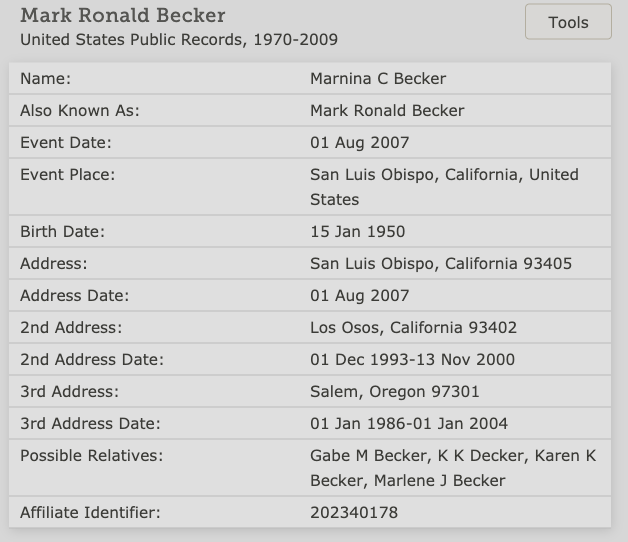 Mark Ronald Becker
Tools
United States Public Records, 1970-2009
Name: Marnina C Becker
Also Known As: Mark Ronald Becker
Event Date: 01 Aug 2007
Event Place: San Luis Obispo, California, United
States
Birth Date: 15 Jan 1950
Address: San Luis Obispo, California 93405
Address Date: 01 Aug 2007
2nd Address: Los Osos, California 93402
2nd Address Date: 01 Dec 1993-13 Nov 2000
3rd Address: Salem, Oregon 97301
3rd Address Date: 01 Jan 1986-01 Jan 2004
Possible Relatives: Gabe M Becker, K K Decker, Karen K
Becker, Marlene J Becker
Affiliate Identifier: 202340178